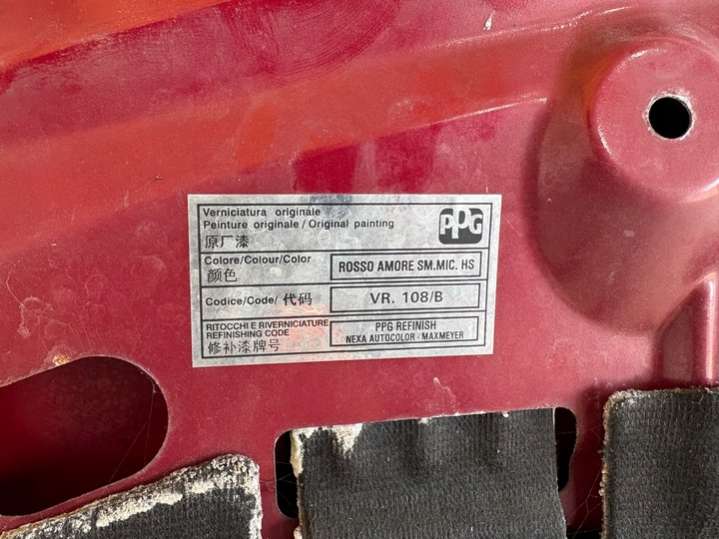 Verniciatura originale
Peinture originale / Original painting
原厂漆
PPG
Colore/Colour/Color
颜色
ROSSO AMORE SM.MIC. HS
Codice/Code/ 代码
VR. 108/B
RITOCCHI E RIVERNICIATURE
REFINISHING CODE
修补漆牌号
PPG REFINISH
NEXA AUTOCOLOR - MAXMEYER